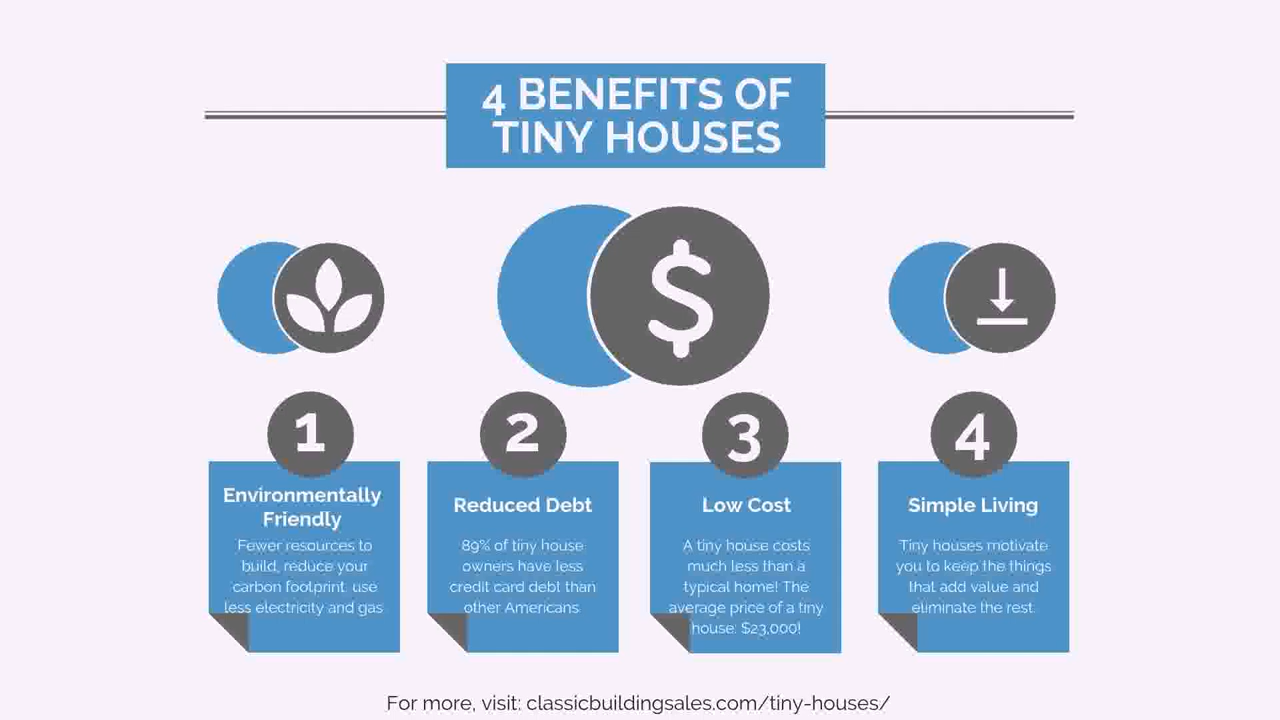 4 BENEFITS OF
TINY HOUSES
$
1
Environmentally
Friendly
Fewer resources to
build, reduce your
carbon footprint, use
less electricity and gas
2
Reduced Debt
89% of tiny house
owners have less
credit card debt than
other Americans
3
Low Cost
A tiny house costs
much less than a
typical home! The
average price of a tiny
house: $23,000!
4
Simple Living
Tiny houses motivate
you to keep the things
that add value and
eliminate the rest.
For more, visit: classicbuildingsales.com/tiny-houses/